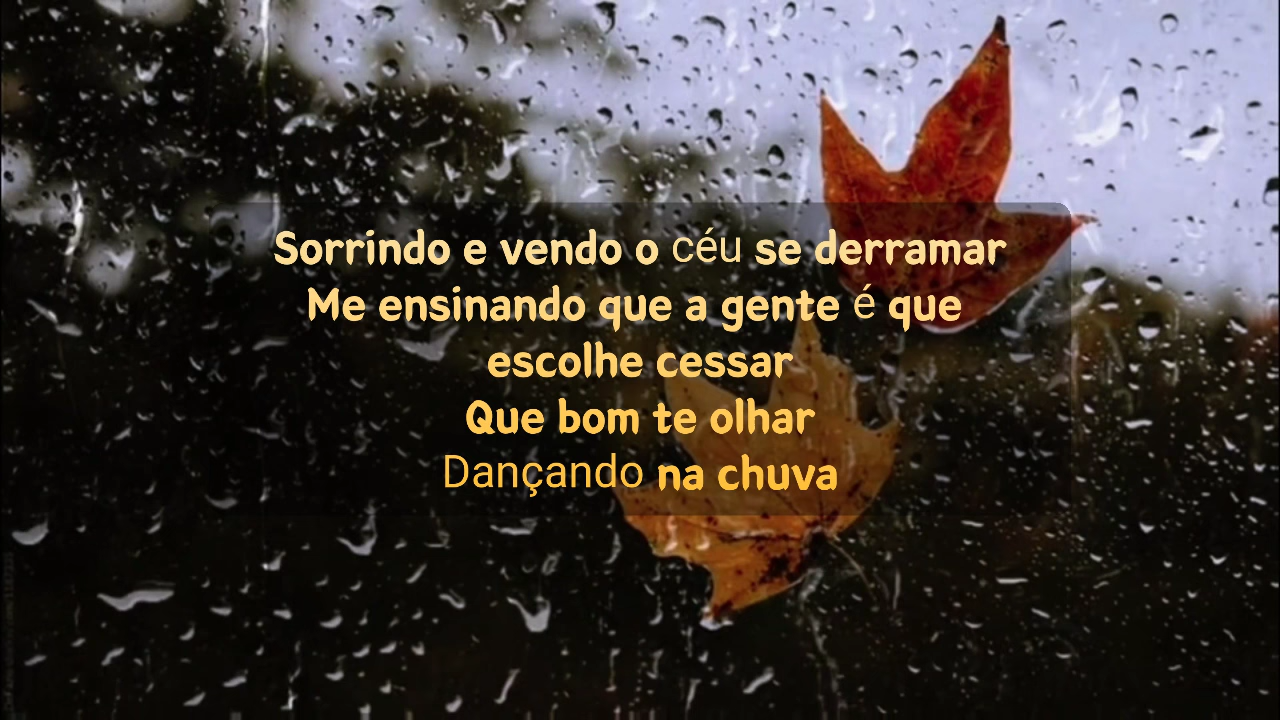 Sorrindo e vendo o céu se derramar
Me ensinando que a gente é que
escolhe cessar
Que bom te olhar
Dançando na chuva